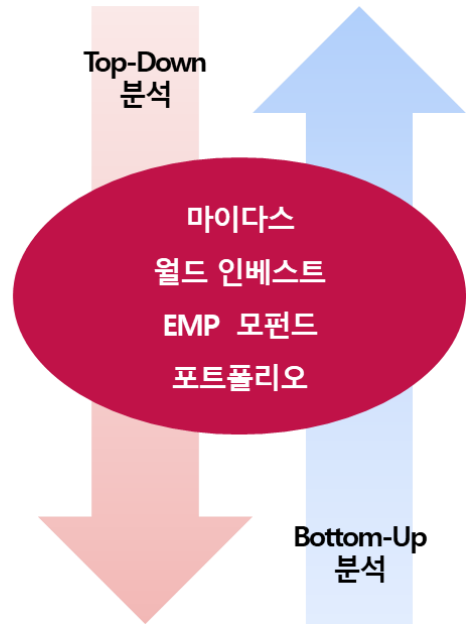 Top-Down
분석
마이다스
월드 인베스트
EMP 모펀드
포트폴리오
Bottom-Up
분석